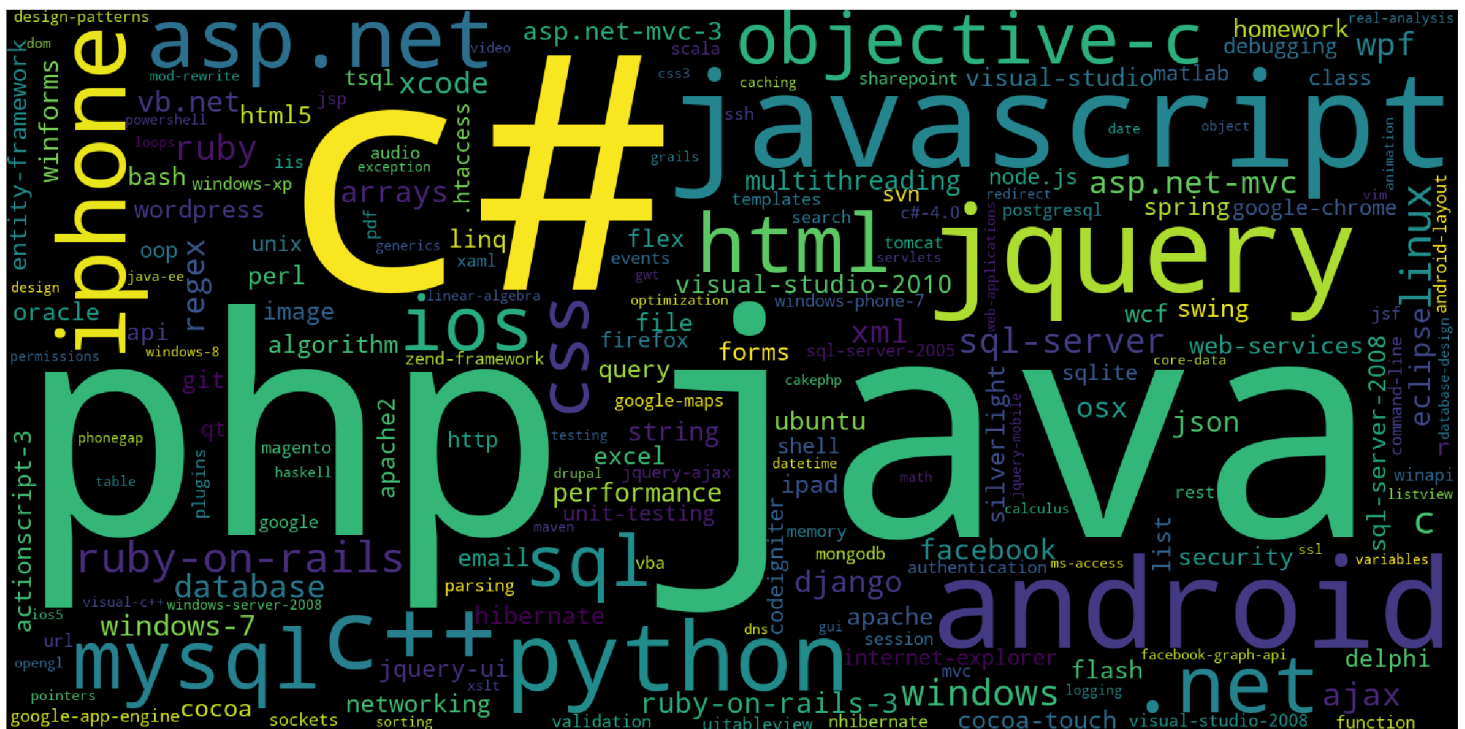 design-patterns
dom
asp.net
video
mod-rewrite
asp.net-mvc-3
scala
objective-c
homework
debugging
real-analysis
wpf
iphone
entity-framework
winforms
vb.net
powershell
tsql
xcode
html5
jsp
loops
ruby
iis
bash
windows-xp
wordpress
audio
exception
arrays
.htaccess
c#
css3
caching
sharepoint
visual-studio
matlab
class
ssh
javascript
date
object
animation
grails
multithreading
templates
search
svn
c#-4.0
node.js
redirect
postgresql
asp.net-mvc
spring
google-chrome
vim
linux
android-layout
oop
unix
perl
java-ee
regex
pdf
generics
linq
xaml
flex
events
gwt
html
tomcat
servlets
web-applications
jquery
design
oracle
api
image
linear-algebra
visual-studio-2010
optimization
windows-phone-7
wcf
swing
jsf
eclipse
permissions
windows-8
algorithm
ios
zend-framework
css
file
firefox
forms
xml
sql-server-2005
sql-server
web-services
core-data
sql-server-2008
command-line
database-design
git
query
google-maps
cakephp
sqlite
php
java
phonegap
qt
magento
haskell
apache2
http
testing
string
ubuntu
silverlight
jquery-mobile
osx
json
r
actionscript-3
table
plugins
google
drupal
excel
jquery-ajax
shell
datetime
ipad
math
calculus
rest
winapi
listview
performance
unit-testing
maven
memory
c
ruby-on-rails
database
email
parsing
sql
vba
codeigniter
mongodb
facebook
authentication
ms-access
list
security
ssl
variables
visual-c++
windows-server-2008
ios5
hibernate
django
android
windows-7
url
opengl
mysql
c++
jquery-ui
xslt
python
dns
gui
apache
session
internet-explorer
mvc
facebook-graph-api
flash
logging
.net
delphi
ajax
pointers
google-app-engine
cocoa
sockets
networking
sorting
validation
ruby-on-rails-3
uitableview
nhibernate
windows
cocoa-touch
visual-studio-2008
function